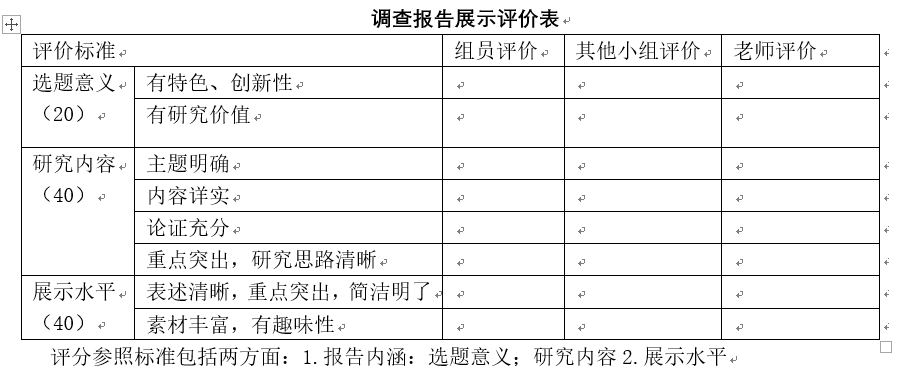 调查报告展示评价表
评价标准 组员评价 其他小组评价 老师评价
选题意义 有特色、创新性
（20） 有研究价值
研究内容 主题明确
（40） 内容详实
论证充分
重点突出，研究思路清晰
展示水平 表述清晰，重点突出，简洁明了
（40） 素材丰富，有趣味性
评分参照标准包括两方面：1.报告内涵：选题意义；研究内容 2.展示水平